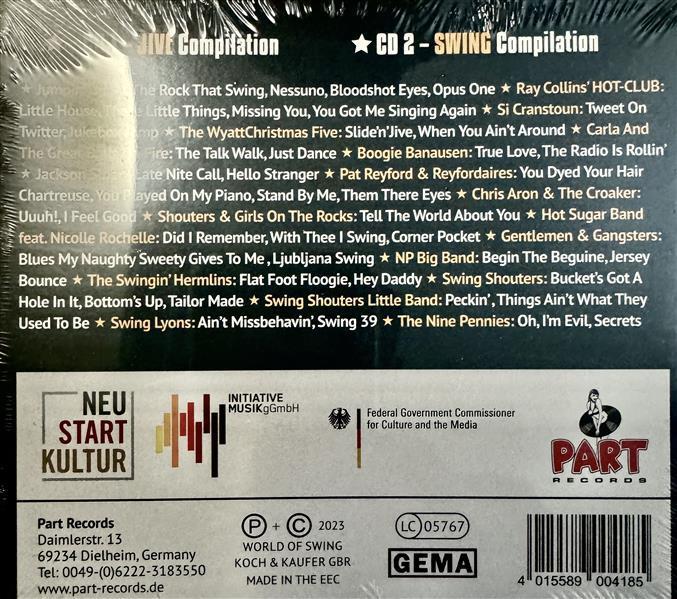 JIVE Compilation ★ CD 2 – SWING Compilation
★ Jumpin' The Rock That Swing, Nessuno, Bloodshot Eyes, Opus One ★ Ray Collins' HOT-CLUB:
Little House, These Little Things, Missing You, You Got Me Singing Again ★ Si Cranstoun: Tweet On
Twitter, Jukebox Jump ★ The WyattChristmas Five: Slide'n'Jive, When You Ain't Around ★ Carla And
The Great Fire: The Talk Walk, Just Dance ★ Boogie Banausen: True Love, The Radio Is Rollin'
★ Jackson Late Nite Call, Hello Stranger ★ Pat Reyford & Reyfordaires: You Dyed Your Hair
Chartreuse, You Played On My Piano, Stand By Me, Them There Eyes ★ Chris Aron & The Croaker:
Uuuh!, I Feel Good ★ Shouters & Girls On The Rocks: Tell The World About You ★ Hot Sugar Band
feat. Nicolle Rochelle: Did I Remember, With Thee I Swing, Corner Pocket ★ Gentlemen & Gangsters:
Blues My Naughty Sweety Gives To Me , Ljubljana Swing ★ NP Big Band: Begin The Beguine, Jersey
Bounce ★ The Swingin' Hermlins: Flat Foot Floogie, Hey Daddy ★ Swing Shouters: Bucket's Got A
Hole In It, Bottom's Up, Tailor Made ★ Swing Shouters Little Band: Peckin', Things Ain't What They
Used To Be ★ Swing Lyons: Ain't Missbehavin', Swing 39 ★ The Nine Pennies: Oh, I'm Evil, Secrets
NEU
START
KULTUR
INITIATIVE
MUSIKgGmbH
Federal Government Commissioner
for Culture and the Media
PART
RECORDS
Part Records
Daimlerstr. 13
69234 Dielheim, Germany
Tel: 0049-(0)6222-3183550
www.part-records.de
Ⓟ + © 2023
WORLD OF SWING
KOCH & KAUFER GBR
MADE IN THE EEC
LC 05767
GEMA
4 015589 004185